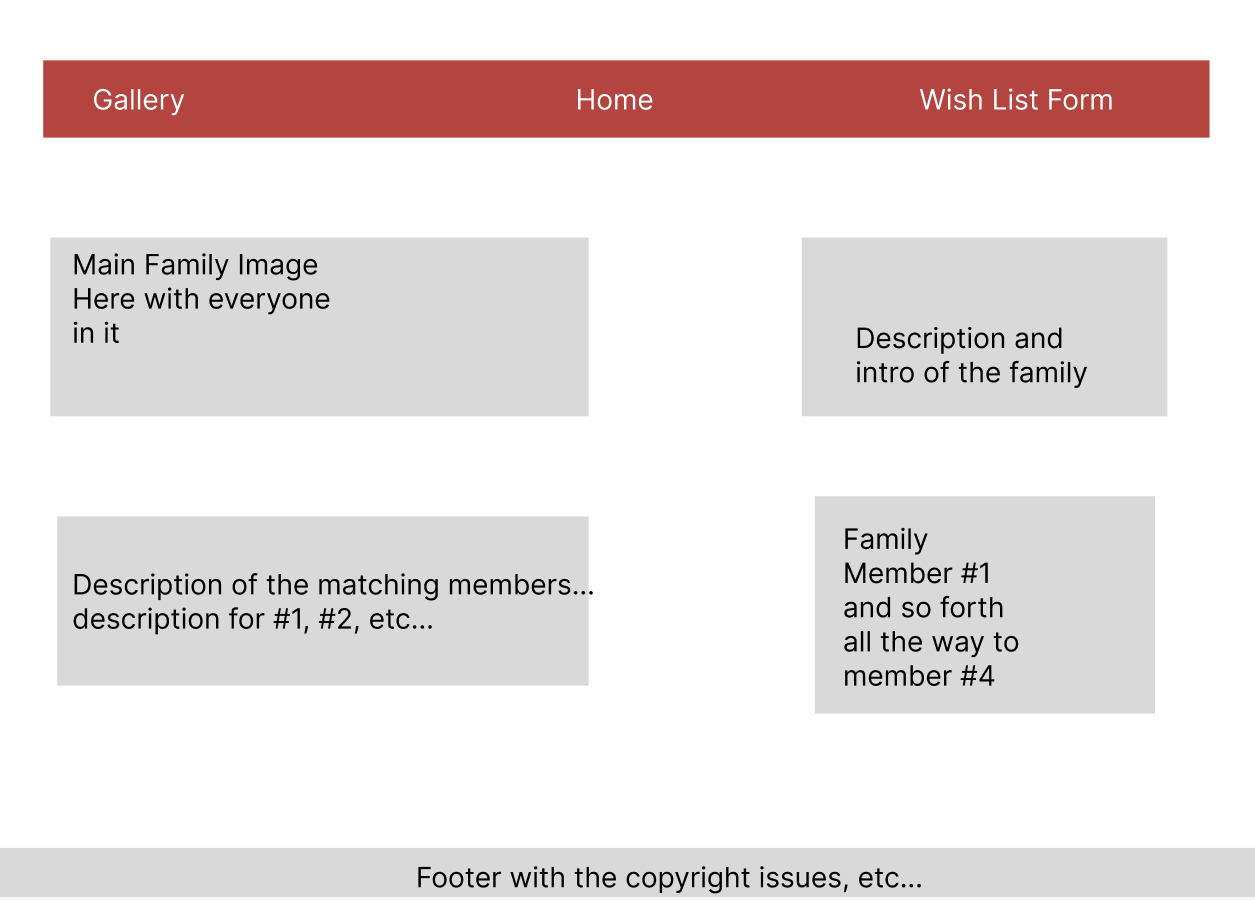 Gallery
Home
Wish List Form
Main Family Image
Here with everyone
in it
Description and
intro of the family
Description of the matching members...
description for #1, #2, etc...
Family
Member #1
and so forth
all the way to
member #4
Footer with the copyright issues, etc...